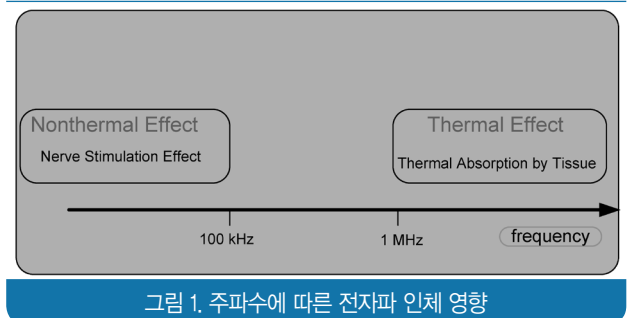 Nonthermal Effect
Nerve Stimulation Effect
Thermal Effect
Thermal Absorption by Tissue
100 kHz
1 MHz
frequency
그림 1. 주파수에 따른 전자파 인체 영향